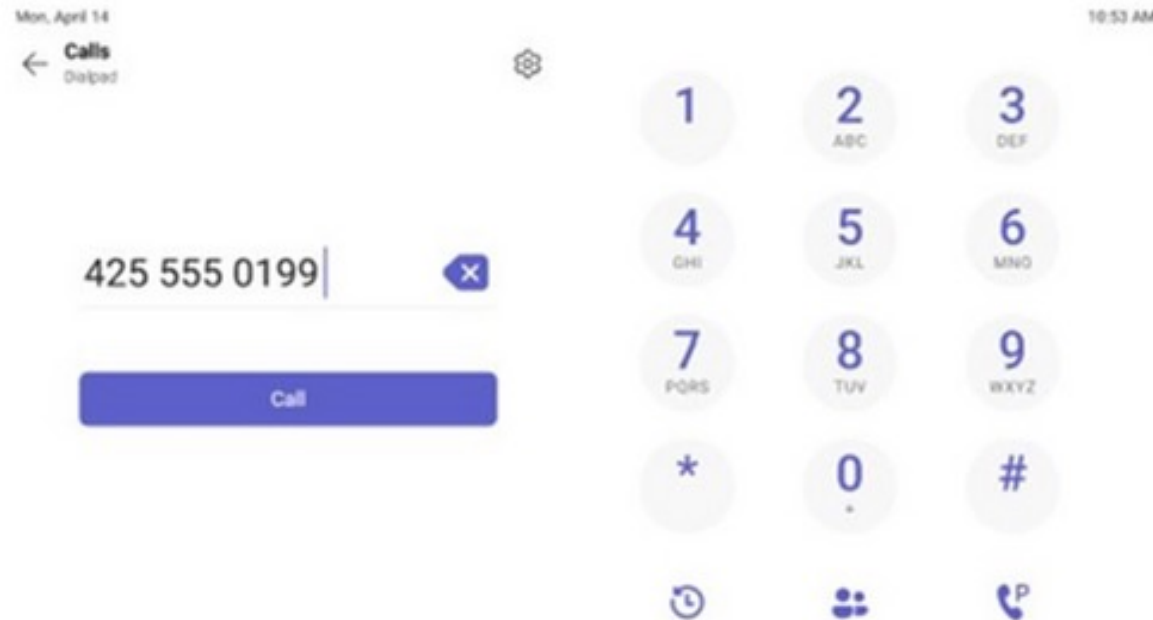 Mon, April 14
10:53 AM
Calls
Dialpad
425 555 0199
Call
1
2
ABC
3
DEF
4
GHI
5
JKL
6
MNO
7
PQRS
8
TUV
9
WXYZ
*
0
+
#
P